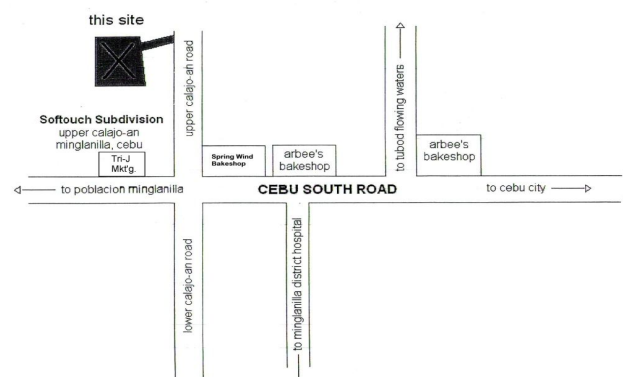 this site
Softouch Subdivision
upper calajo-an
minglanilla, cebu
Tri-J
Mkt'g.
upper calajo-an road
Spring Wind
Bakeshop
arbee's
bakeshop
to tubod flowing waters
arbee's
bakeshop
to poblacion minglanilla
CEBU SOUTH ROAD
to cebu city
lower calajo-an road
to minglanilla district hospital